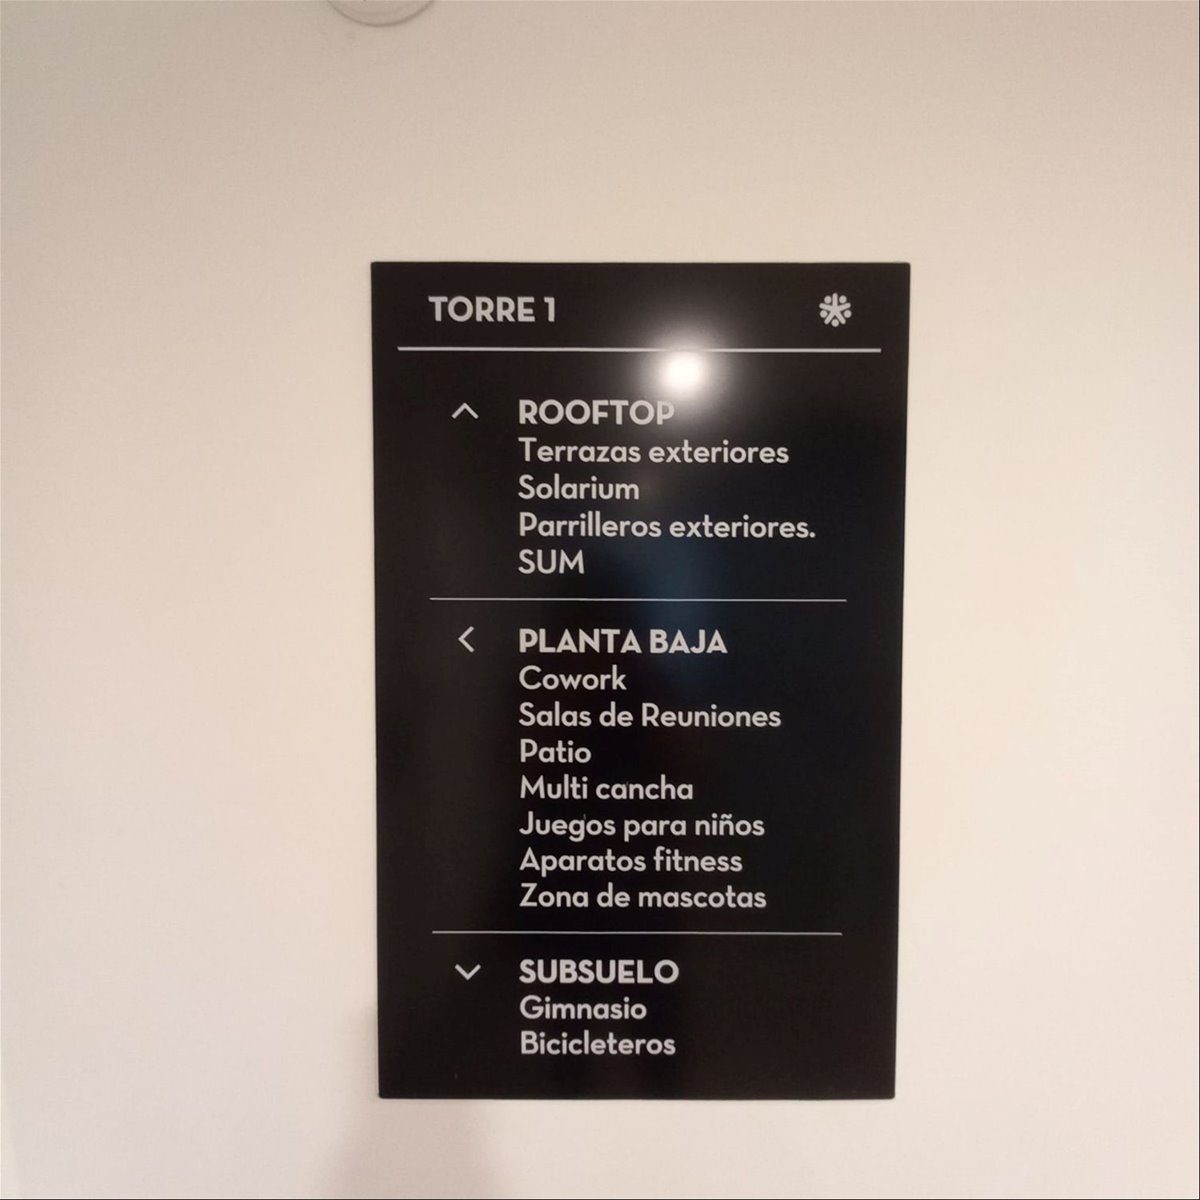 TORRE 1
ROOFTOP
Terrazas exteriores
Solarium
Parrilleros exteriores.
SUM
PLANTA BAJA
Cowork
Salas de Reuniones
Patio
Multi cancha
Juegos para niños
Aparatos fitness
Zona de mascotas
SUBSUELO
Gimnasio
Bicicleteros